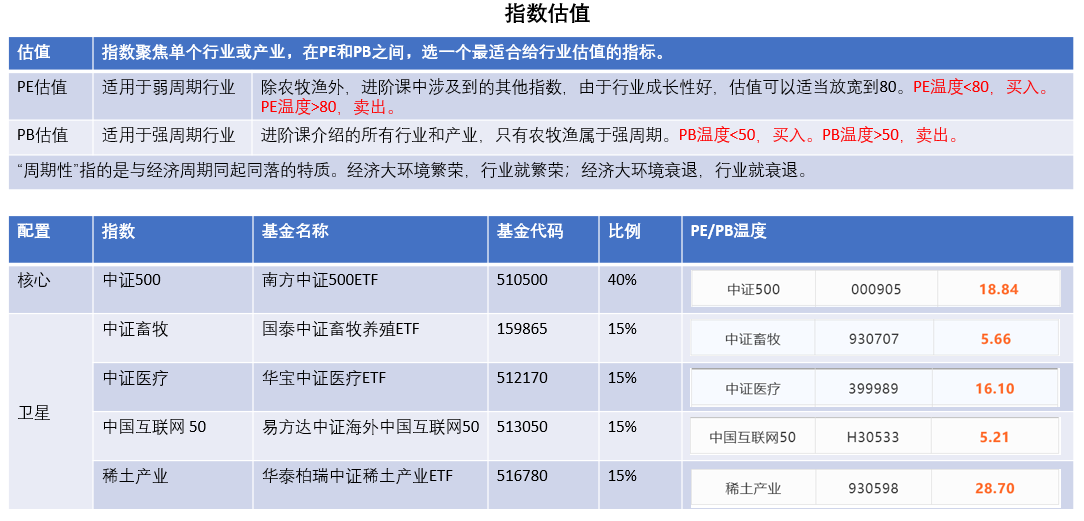 指数估值
估值 指数聚焦单个行业或产业，在PE和PB之间，选一个最适合给行业估值的指标。
PE估值 适用于弱周期行业 除农牧渔外，进阶课中涉及到的其他指数，由于行业成长性好，估值可以适当放宽到80。PE温度<80，买入。
PE温度>80，卖出。
PB估值 适用于强周期行业 进阶课介绍的所有行业和产业，只有农牧渔属于强周期。PB温度<50，买入。PB温度>50，卖出。
“周期性”指的是与经济周期同起同落的特质。经济大环境繁荣，行业就繁荣；经济大环境衰退，行业就衰退。
配置 指数 基金名称 基金代码 比例 PE/PB温度
核心 中证500 南方中证500ETF 510500 40% 中证500 000905 18.84
中证畜牧 国泰中证畜牧养殖ETF 159865 15% 中证畜牧 930707 5.66
中证医疗 华宝中证医疗ETF 512170 15% 中证医疗 399989 16.10
卫星
中国互联网 50 易方达中证海外中国互联网50 513050 15% 中国互联网50 H30533 5.21
稀土产业 华泰柏瑞中证稀土产业ETF 516780 15% 稀土产业 930598 28.70